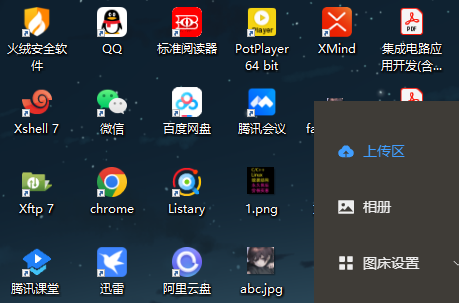 火绒安全软
件
QQ
标准阅读器
PotPlayer
64 bit
XMind
集成电路应
用开发(含...
Xshell 7
微信
百度网盘
腾讯会议
上传区
Xftp 7
chrome
Listary
1.png
相册
腾讯课堂
迅雷
阿里云盘
abc.jpg
图床设置